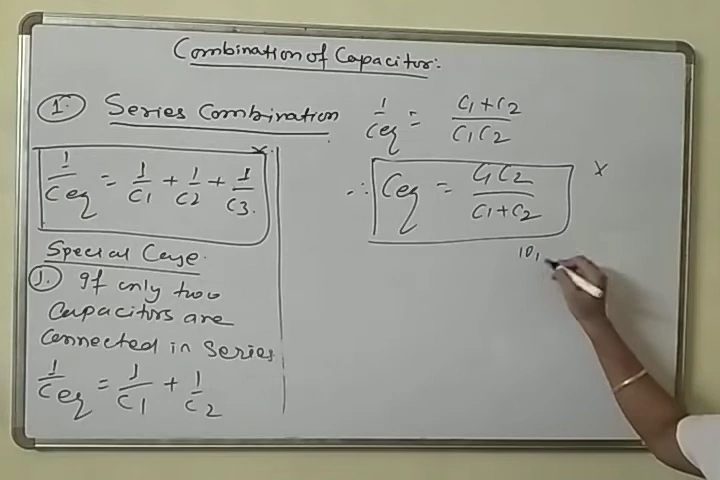 Combination of Capacitor:
1. Series Combination
1/Ceq = 1/C1 + 1/C2 + 1/C3.
Special Case.
1. If only two
Capacitors are
Connected in Series
1/Ceq = 1/C1 + 1/C2
1/Ceq = C1+C2/C1C2
∴ Ceq = C1C2/C1+C2
x
10,